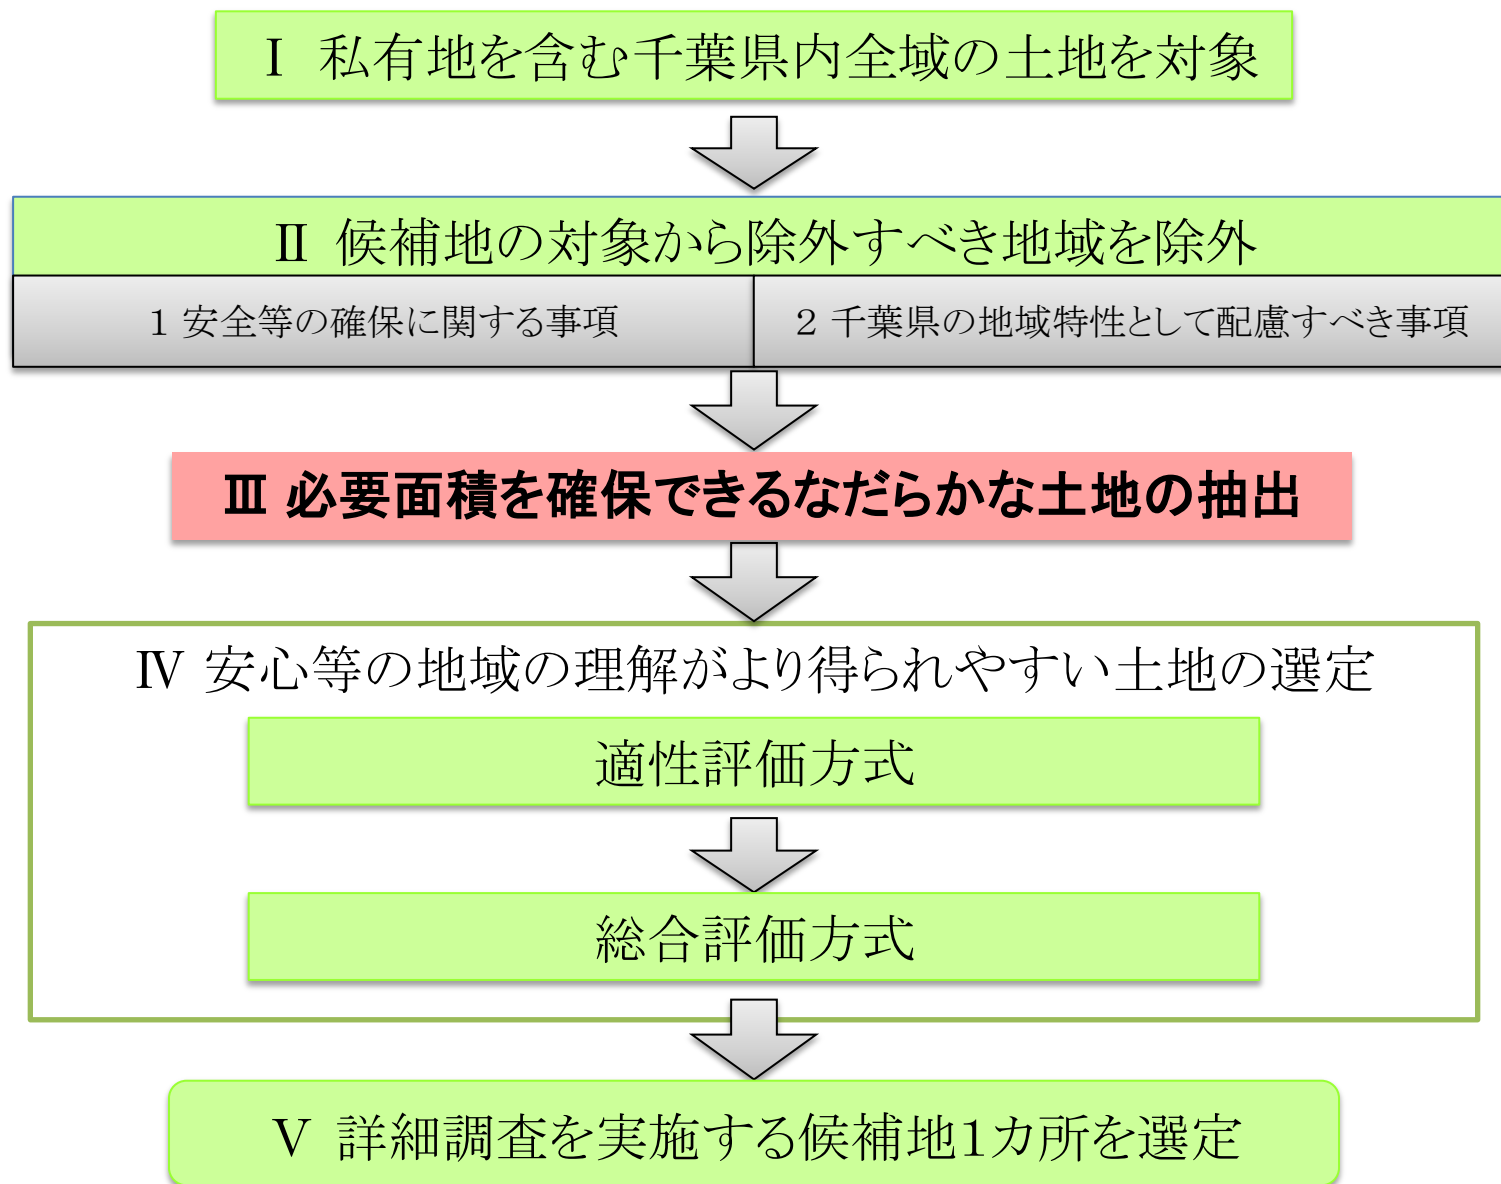 Ⅰ 私有地を含む千葉県内全域の土地を対象
Ⅱ 候補地の対象から除外すべき地域を除外
1 安全等の確保に関する事項
2 千葉県の地域特性として配慮すべき事項
Ⅲ 必要面積を確保できるなだらかな土地の抽出
Ⅳ 安心等の地域の理解がより得られやすい土地の選定
適性評価方式
総合評価方式
Ⅴ 詳細調査を実施する候補地1カ所を選定